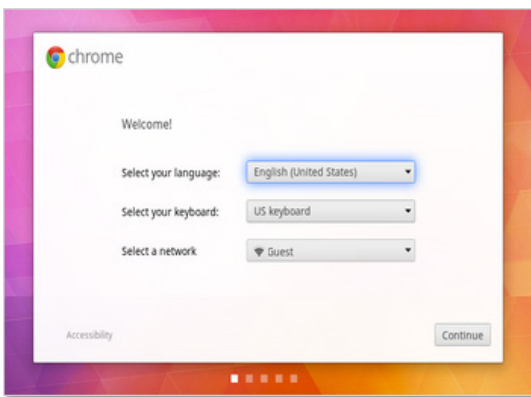 chrome
Welcome!
Select your language: English (United States)
Select your keyboard: US keyboard
Select a network Guest
Accessibility Continue